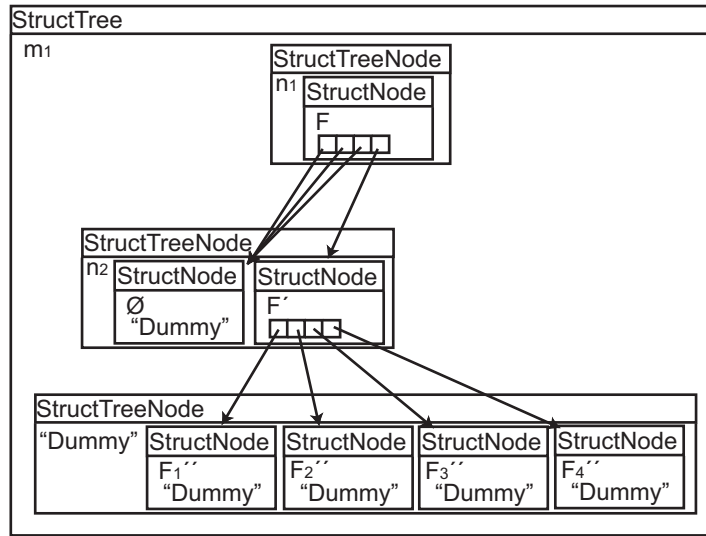 StructTree
m1
StructTreeNode
n1
StructNode
F
StructTreeNode
n2
StructNode
StructNode
Ø
F´
"Dummy"
StructTreeNode
“Dummy”
StructNode
StructNode
StructNode
StructNode
F1´´
F2´´
F3´´
F4´´
“Dummy”
“Dummy”
“Dummy”
“Dummy”